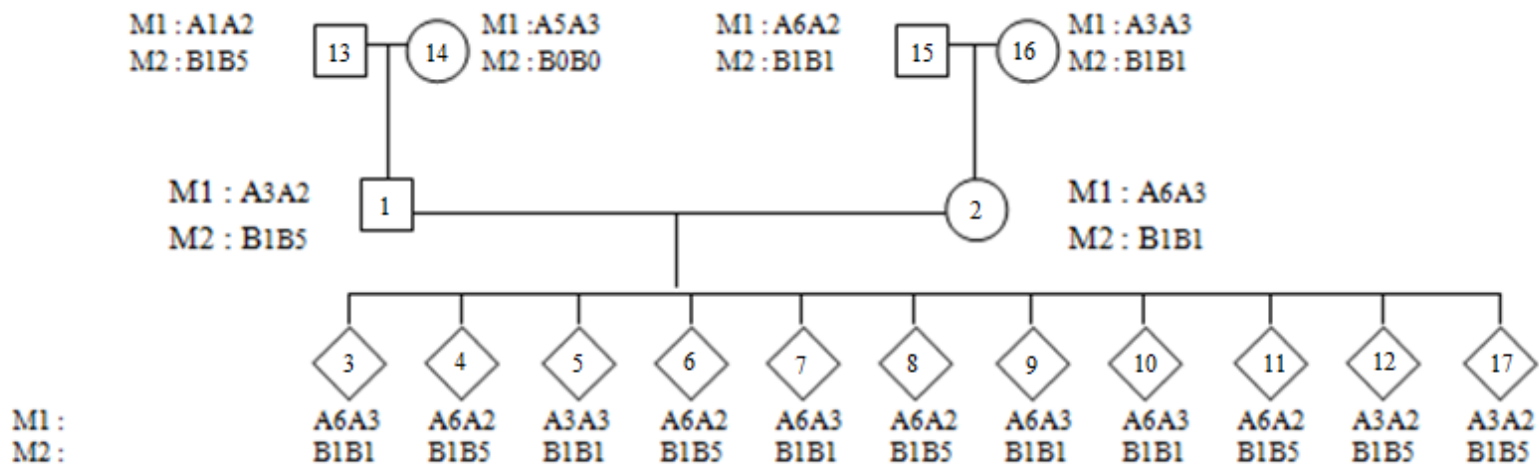 M1 : A1A2
M2 : B1B5
13
14
M1 :A5A3
M2 : B0B0
M1 : A6A2
M2 : B1B1
15
16
M1 : A3A3
M2 : B1B1
M1 : A3A2
M2 : B1B5
1
2
M1 : A6A3
M2 : B1B1
3 4 5 6 7 8 9 10 11 12 17
M1 : A6A3 A6A2 A3A3 A6A2 A6A3 A6A2 A6A3 A6A3 A6A2 A3A2 A3A2
M2 : B1B1 B1B5 B1B1 B1B5 B1B1 B1B5 B1B1 B1B1 B1B5 B1B5 B1B5